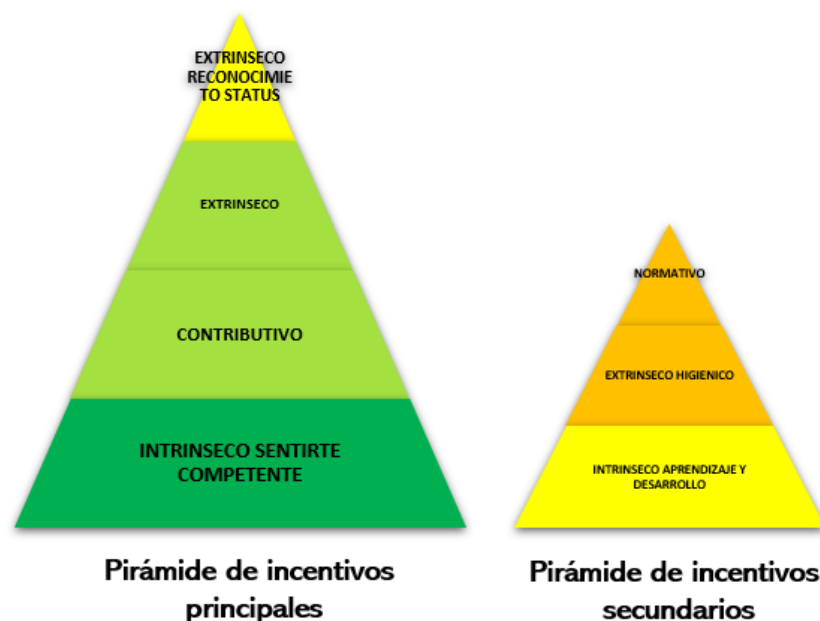 EXTRINSECO
RECONOCIMIE
TO STATUS
EXTRINSECO
CONTRIBUTIVO
INTRINSECO SENTIRTE
COMPETENTE
Pirámide de incentivos
principales
NORMATIVO
EXTRINSECO HIGIENICO
INTRINSECO APRENDIZAJE Y
DESARROLLO
Pirámide de incentivos
secundarios